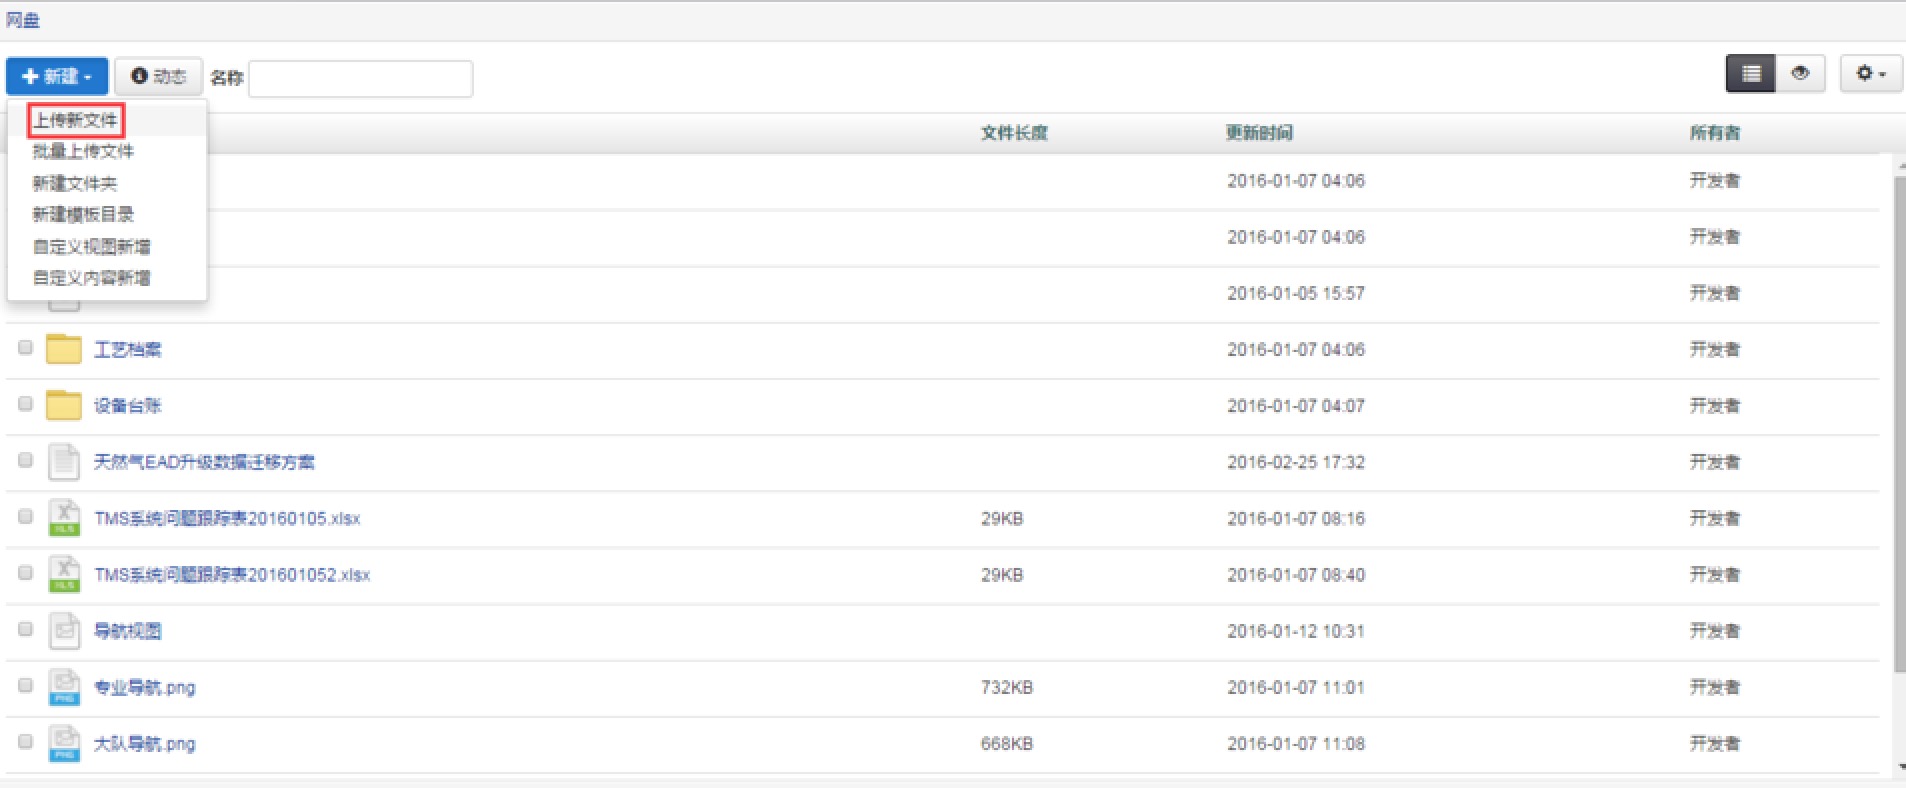 网盘
新建 动态 名称
上传新文件
批量上传文件
新建文件夹
新建模板目录
自定义视图新增
自定义内容新增
文件长度 更新时间 所有者
2016-01-07 04:06 开发者
2016-01-07 04:06 开发者
2016-01-05 15:57 开发者
工艺档案 2016-01-07 04:06 开发者
设备台账 2016-01-07 04:07 开发者
天然气EAD升级数据迁移方案 2016-02-25 17:32 开发者
TMS系统问题跟踪表20160105.xlsx 29KB 2016-01-07 08:16 开发者
TMS系统问题跟踪表201601052.xlsx 29KB 2016-01-07 08:40 开发者
导航视图 2016-01-12 10:31 开发者
专业导航.png 732KB 2016-01-07 11:01 开发者
大队导航.png 668KB 2016-01-07 11:08 开发者